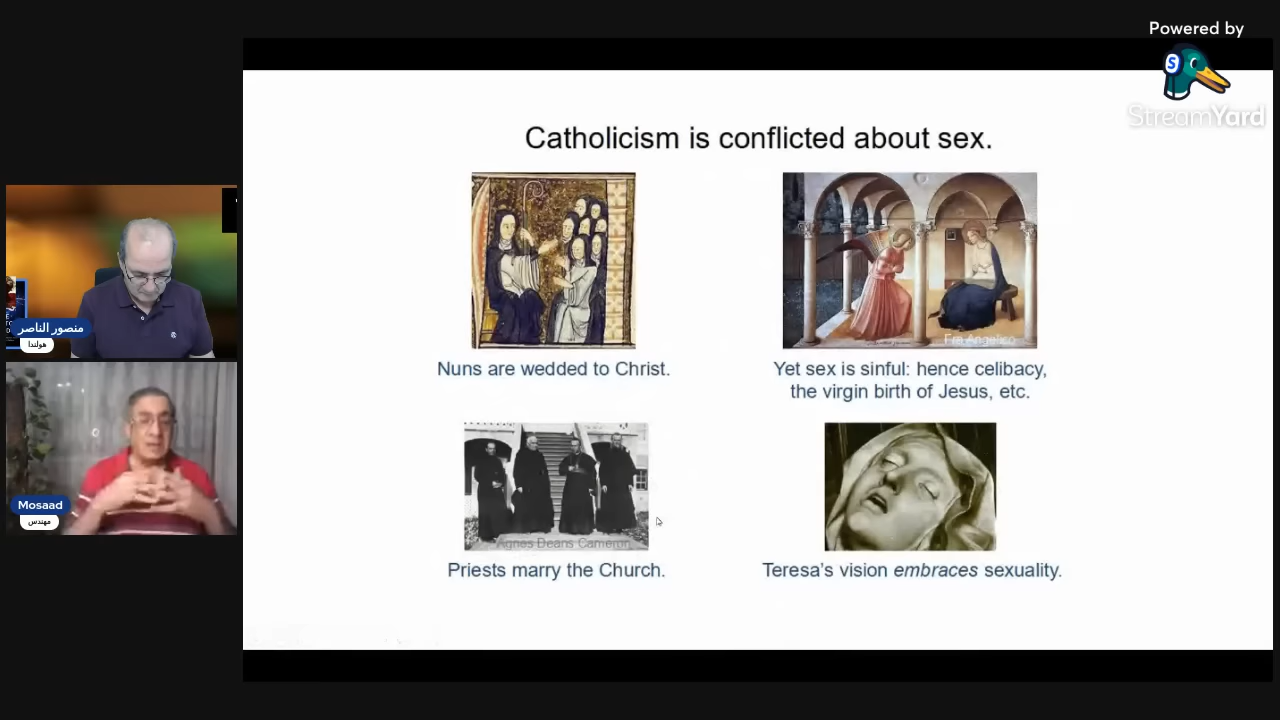 Powered by
StreamYard
Catholicism is conflicted about sex.
Fra Angelico
Nuns are wedded to Christ.
Yet sex is sinful: hence celibacy,
the virgin birth of Jesus, etc.
منصور الناصر
هولندا
Agnes Deans Cameron
Mosaad
مهندس
Priests marry the Church.
Teresa's vision embraces sexuality.